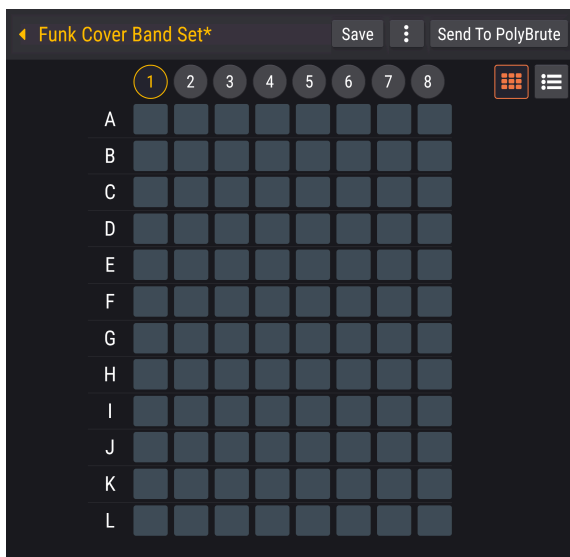 Funk Cover Band Set*
Save
Send To PolyBrute
1 2 3 4 5 6 7 8
A
B
C
D
E
F
G
H
I
J
K
L